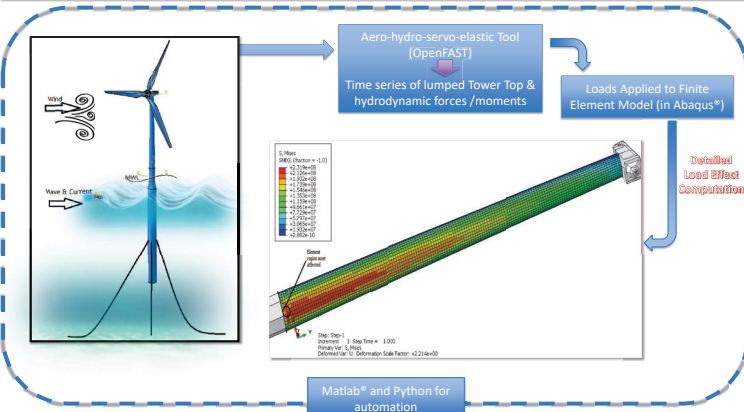 Aero-hydro-servo-elastic Tool
(OpenFAST)
Time series of lumped Tower Top &
hydrodynamic forces /moments
Loads Applied to Finite
Element Model (in Abaqus®)
Detailed
Load Effect
Computation
Wind
MWL
Wave & Current
S, Mises
SNEG, (fraction = -1.0)
+2.319e+08
+2.126e+08
+1.932e+08
+1.739e+08
+1.546e+08
+1.353e+08
+1.159e+08
+9.661e+07
+7.729e+07
+5.797e+07
+3.865e+07
+1.932e+07
+2.882e-10
Element
region most
affected
Y
Step: Step-1
Increment 1: Step Time = 1.000
Primary Var: S, Mises
Deformed Var: U Deformation Scale Factor: +2.214e+00
Matlab® and Python for
automation